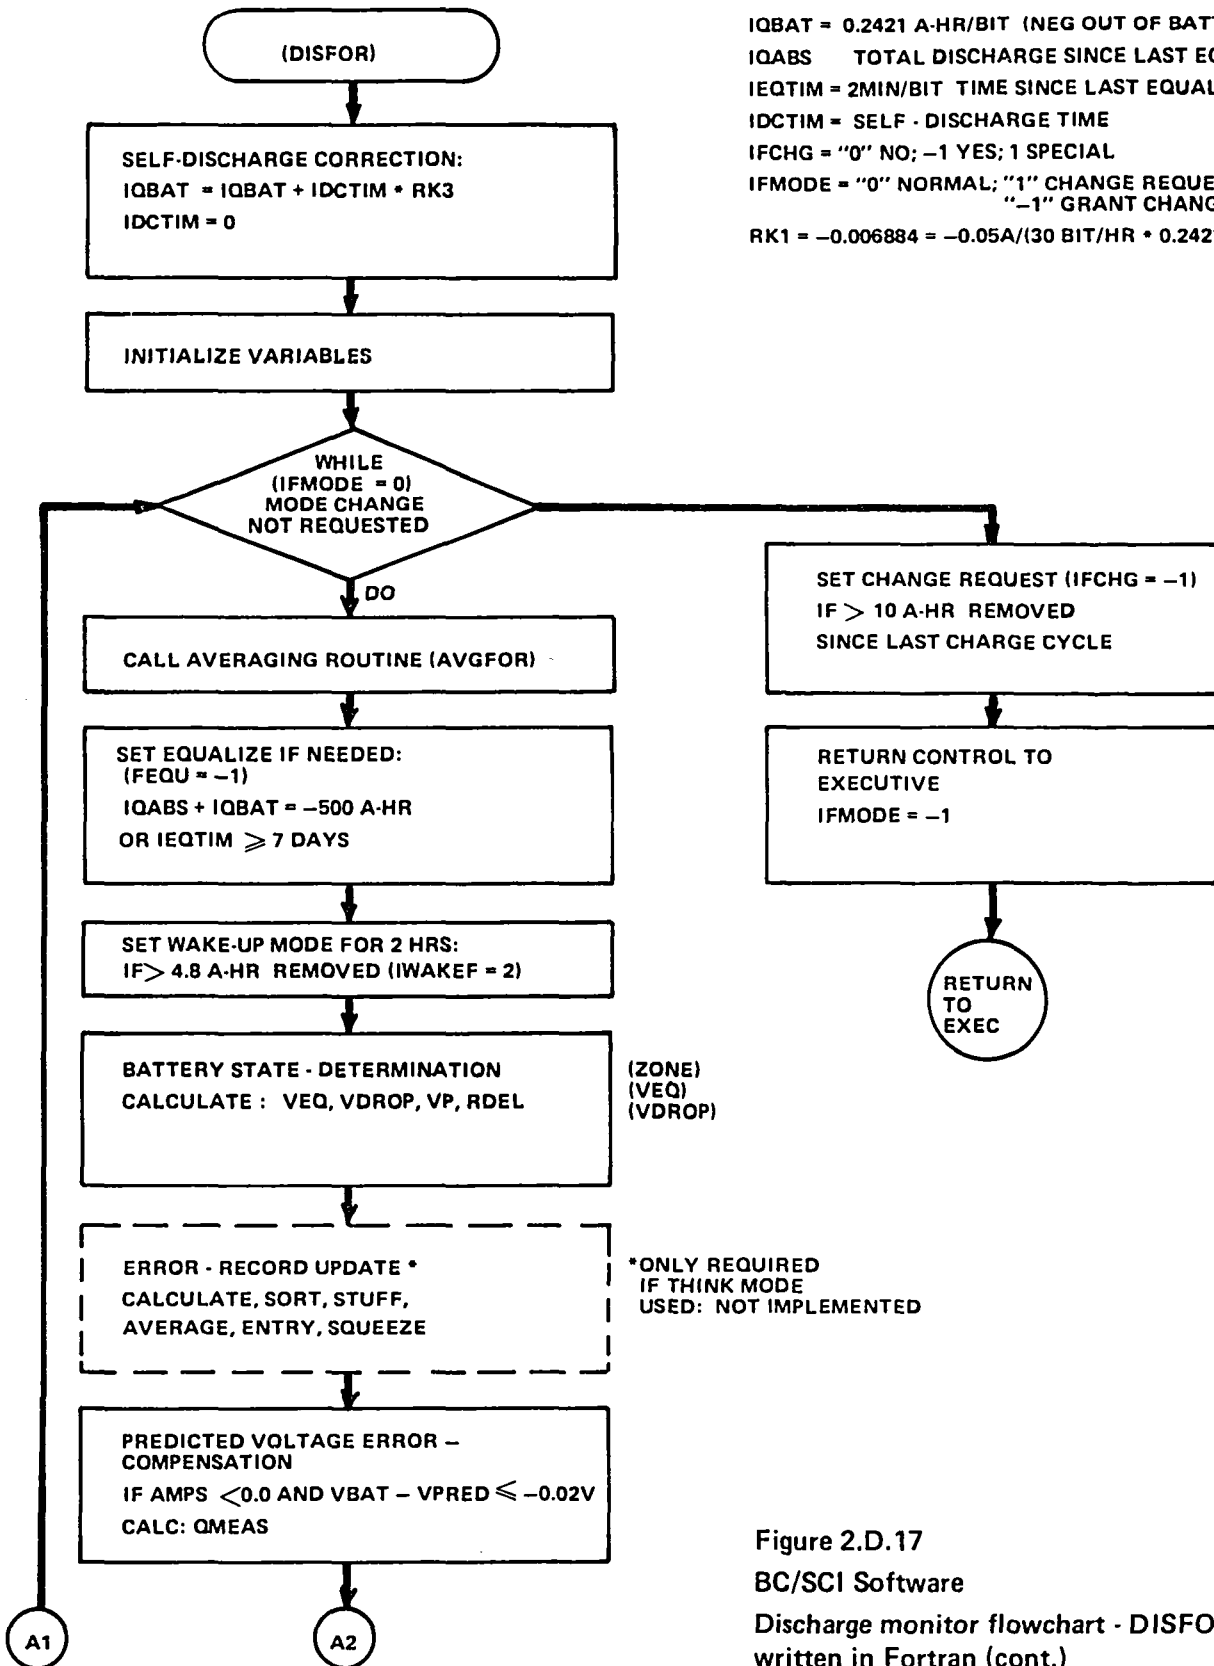 (DISFOR)
IQBAT = 0.2421 A-HR/BIT (NEG OUT OF BATT
IQABS TOTAL DISCHARGE SINCE LAST EQ
IEQTIM = 2MIN/BIT TIME SINCE LAST EQUAL
IDCTIM = SELF - DISCHARGE TIME
IFCHG = "0" NO; –1 YES; 1 SPECIAL
IFMODE = "0" NORMAL; "1" CHANGE REQUE
"–1" GRANT CHANG
RK1 = –0.006884 = –0.05A/(30 BIT/HR * 0.242
SELF-DISCHARGE CORRECTION:
IQBAT = IQBAT + IDCTIM * RK3
IDCTIM = 0
INITIALIZE VARIABLES
WHILE
(IFMODE = 0)
MODE CHANGE
NOT REQUESTED
DO
CALL AVERAGING ROUTINE (AVGFOR)
SET EQUALIZE IF NEEDED:
(FEQU = –1)
IQABS + IQBAT = –500 A-HR
OR IEQTIM ⩾ 7 DAYS
SET WAKE-UP MODE FOR 2 HRS:
IF > 4.8 A-HR REMOVED (IWAKEF = 2)
BATTERY STATE - DETERMINATION
CALCULATE : VEQ, VDROP, VP, RDEL
(ZONE)
(VEQ)
(VDROP)
ERROR - RECORD UPDATE *
CALCULATE, SORT, STUFF,
AVERAGE, ENTRY, SQUEEZE
*ONLY REQUIRED
IF THINK MODE
USED: NOT IMPLEMENTED
PREDICTED VOLTAGE ERROR –
COMPENSATION
IF AMPS <0.0 AND VBAT – VPRED ⩽ –0.02V
CALC: QMEAS
A1
A2
SET CHANGE REQUEST (IFCHG = –1)
IF > 10 A-HR REMOVED
SINCE LAST CHARGE CYCLE
RETURN CONTROL TO
EXECUTIVE
IFMODE = –1
RETURN
TO
EXEC
Figure 2.D.17
BC/SCI Software
Discharge monitor flowchart - DISFO
written in Fortran (cont.)